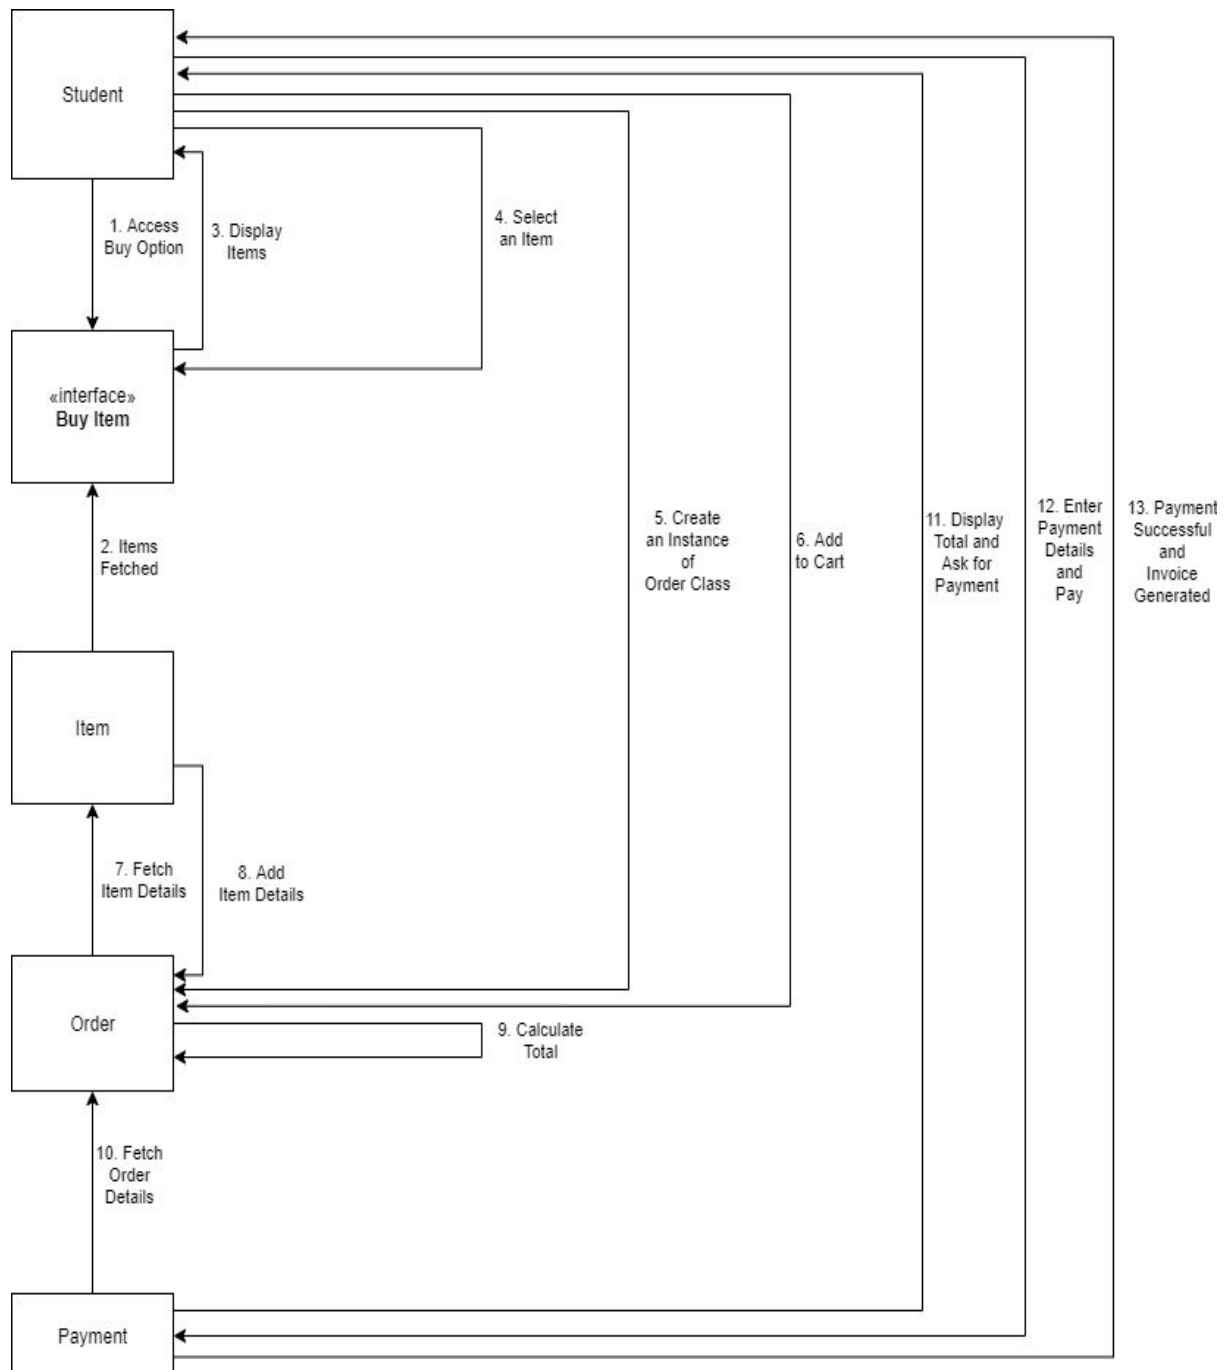 Student
1. Access
Buy Option
3. Display
Items
4. Select
an Item
«interface»
Buy Item
2. Items
Fetched
5. Create
an Instance
of
Order Class
6. Add
to Cart
11. Display
Total and
Ask for
Payment
12. Enter
Payment
Details
and
Pay
13. Payment
Successful
and
Invoice
Generated
Item
7. Fetch
Item Details
8. Add
Item Details
Order
9. Calculate
Total
10. Fetch
Order
Details
Payment